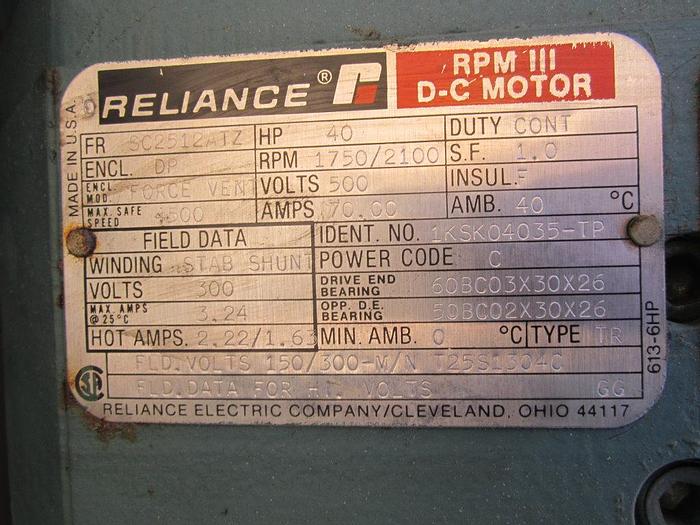 RELIANCE ®
RPM III
D-C MOTOR
MADE IN U.S.A.
FR SC2512ATZ HP 40 DUTY CONT
ENCL. DP RPM 1750/2100 S.F. 1.0
ENCL. MOD. FORCE VENT VOLTS 500 INSUL. F
MAX. SAFE SPEED AMPS 70.00 AMB. 40 °C
FIELD DATA IDENT. NO. 1KSK04035-TP
WINDING STAB SHUNT POWER CODE C
VOLTS 300 DRIVE END BEARING 60BC03X30X26
MAX. AMPS @ 25°C 3.24 OPP. D.E. BEARING 50BC02X30X26
HOT AMPS. 2.22/1.63 MIN. AMB. 0 °C TYPE TR
FLD.VOLTS 150/300-M/N T25S1304C
FLD.DATA FOR HI. VOLTS GG
SA
RELIANCE ELECTRIC COMPANY/CLEVELAND, OHIO 44117
613-6HP